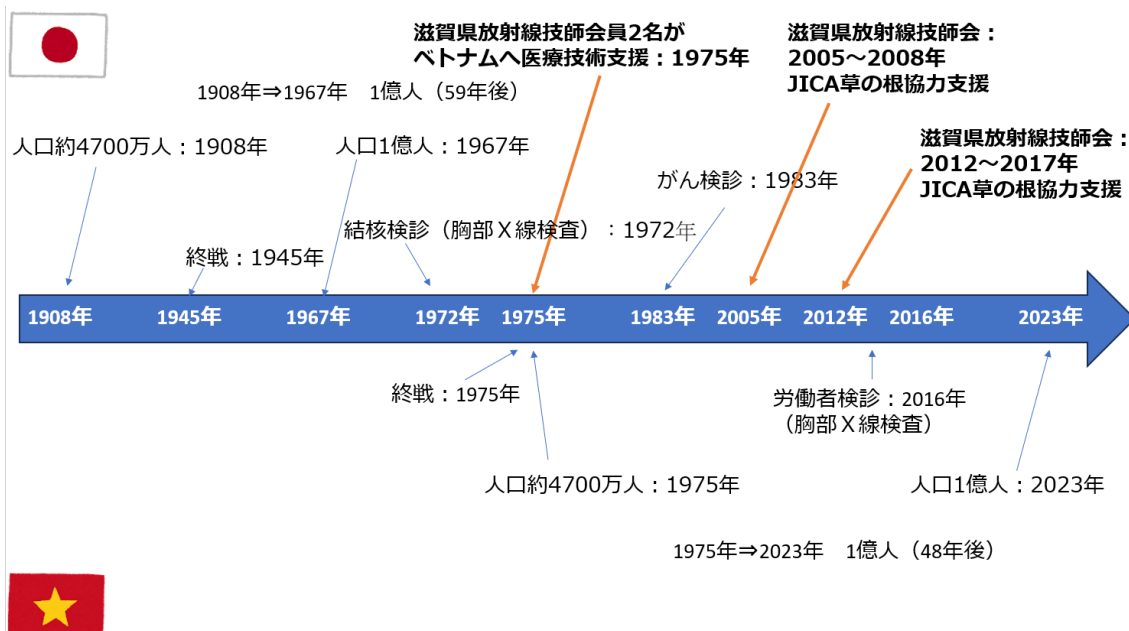 滋賀県放射線技師会員2名が
ベトナムへ医療技術支援：1975年
滋賀県放射線技師会：
2005～2008年
JICA草の根協力支援
1908年⇒1967年　1億人（59年後）
滋賀県放射線技師会：
2012～2017年
JICA草の根協力支援
人口約4700万人：1908年
人口1億人：1967年
がん検診：1983年
結核検診（胸部Ｘ線検査）：1972年
終戦：1945年
1908年
1945年
1967年
1972年
1975年
1983年
2005年
2012年
2016年
2023年
終戦：1975年
労働者検診：2016年
（胸部Ｘ線検査）
人口約4700万人：1975年
人口1億人：2023年
1975年⇒2023年　1億人（48年後）